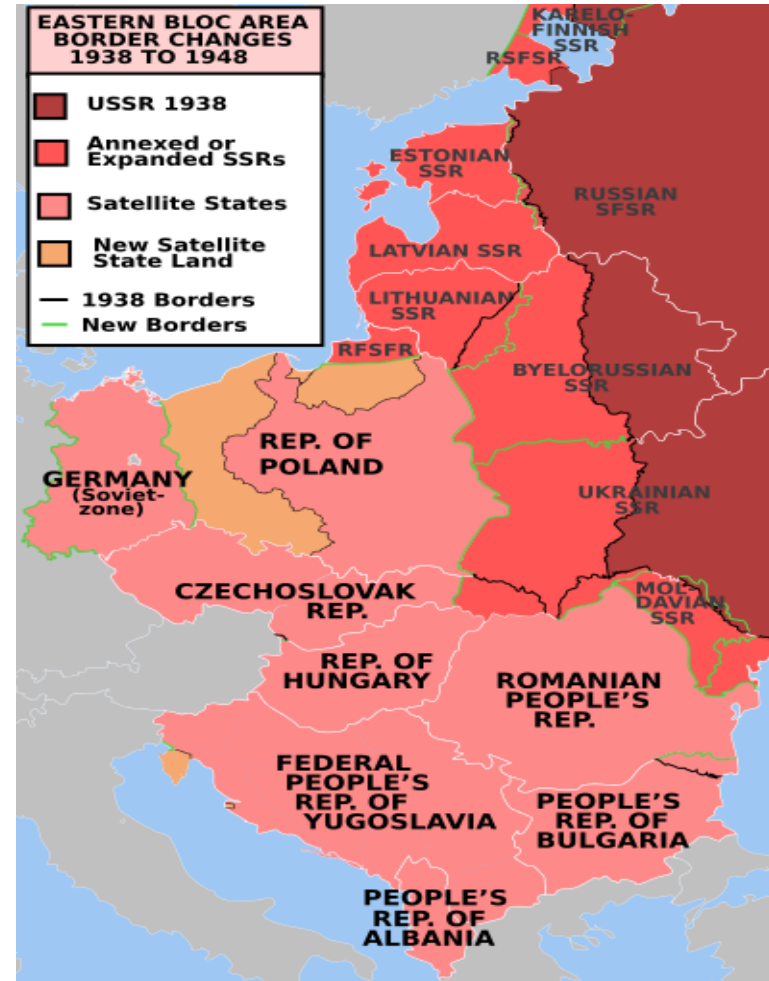 EASTERN BLOC AREA
BORDER CHANGES
1938 TO 1948
USSR 1938
Annexed or
Expanded SSRs
Satellite States
New Satellite
State Land
1938 Borders
New Borders
KARELO-
FINNISH
SSR
RSFSR
ESTONIAN
SSR
RUSSIAN
SFSR
LATVIAN SSR
LITHUANIAN
SSR
RFSFR
BYELORUSSIAN
SSR
REP. OF
POLAND
GERMANY
(Soviet-
zone)
UKRAINIAN
SSR
CZECHOSLOVAK
REP.
MOL-
DAVIAN
SSR
REP. OF
HUNGARY
ROMANIAN
PEOPLE'S
REP.
FEDERAL
PEOPLE'S
REP. OF
YUGOSLAVIA
PEOPLE'S
REP. OF
BULGARIA
PEOPLE'S
REP. OF
ALBANIA